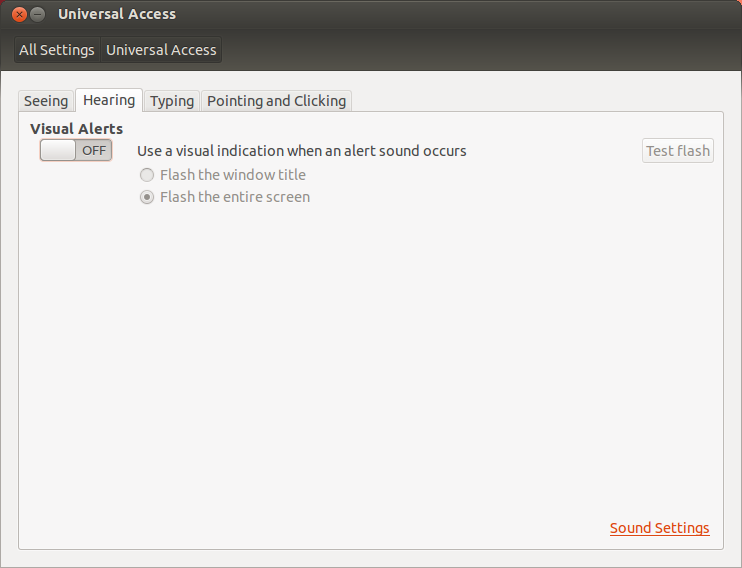 Universal Access
All Settings Universal Access
Seeing Hearing Typing Pointing and Clicking
Visual Alerts
OFF Use a visual indication when an alert sound occurs Test flash
Flash the window title
Flash the entire screen
Sound Settings